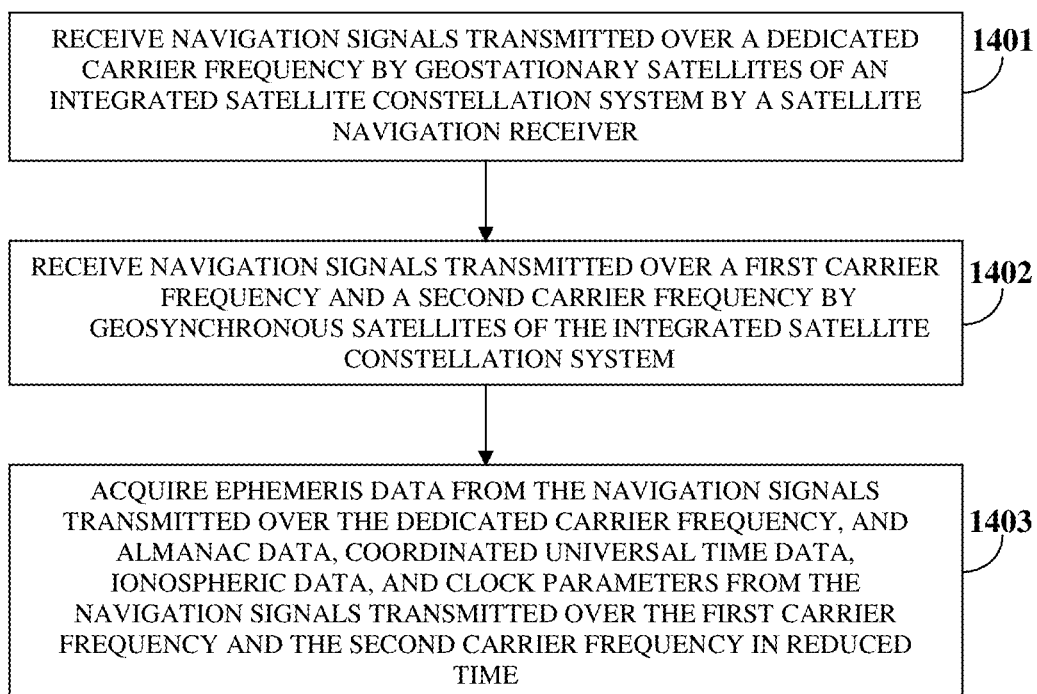 RECEIVE NAVIGATION SIGNALS TRANSMITTED OVER A DEDICATED
CARRIER FREQUENCY BY GEOSTATIONARY SATELLITES OF AN
INTEGRATED SATELLITE CONSTELLATION SYSTEM BY A SATELLITE
NAVIGATION RECEIVER
1401
RECEIVE NAVIGATION SIGNALS TRANSMITTED OVER A FIRST CARRIER
FREQUENCY AND A SECOND CARRIER FREQUENCY BY
GEOSYNCHRONOUS SATELLITES OF THE INTEGRATED SATELLITE
CONSTELLATION SYSTEM
1402
ACQUIRE EPHEMERIS DATA FROM THE NAVIGATION SIGNALS
TRANSMITTED OVER THE DEDICATED CARRIER FREQUENCY, AND
ALMANAC DATA, COORDINATED UNIVERSAL TIME DATA,
IONOSPHERIC DATA, AND CLOCK PARAMETERS FROM THE
NAVIGATION SIGNALS TRANSMITTED OVER THE FIRST CARRIER
FREQUENCY AND THE SECOND CARRIER FREQUENCY IN REDUCED
TIME
1403